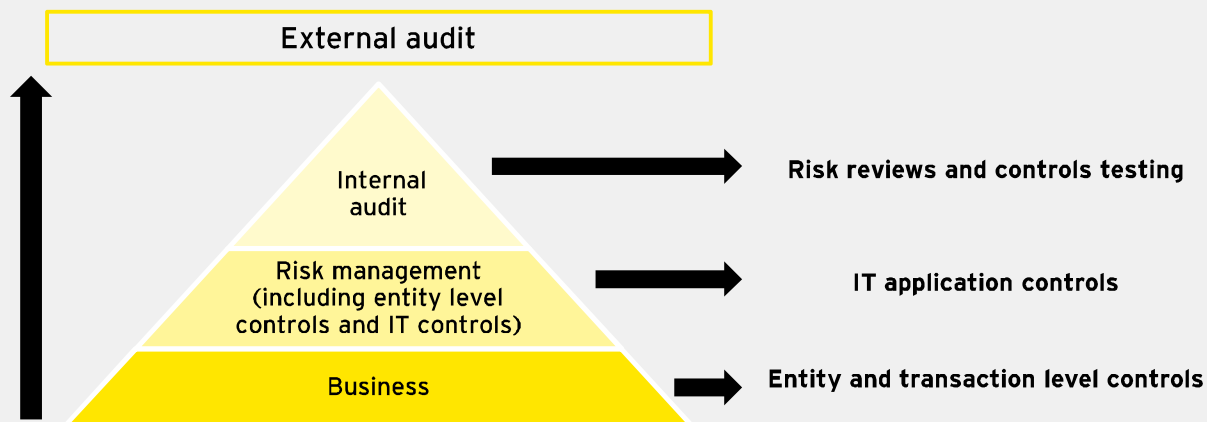 External audit
Internal
audit
Risk reviews and controls testing
Risk management
(including entity level
controls and IT controls)
IT application controls
Business
Entity and transaction level controls